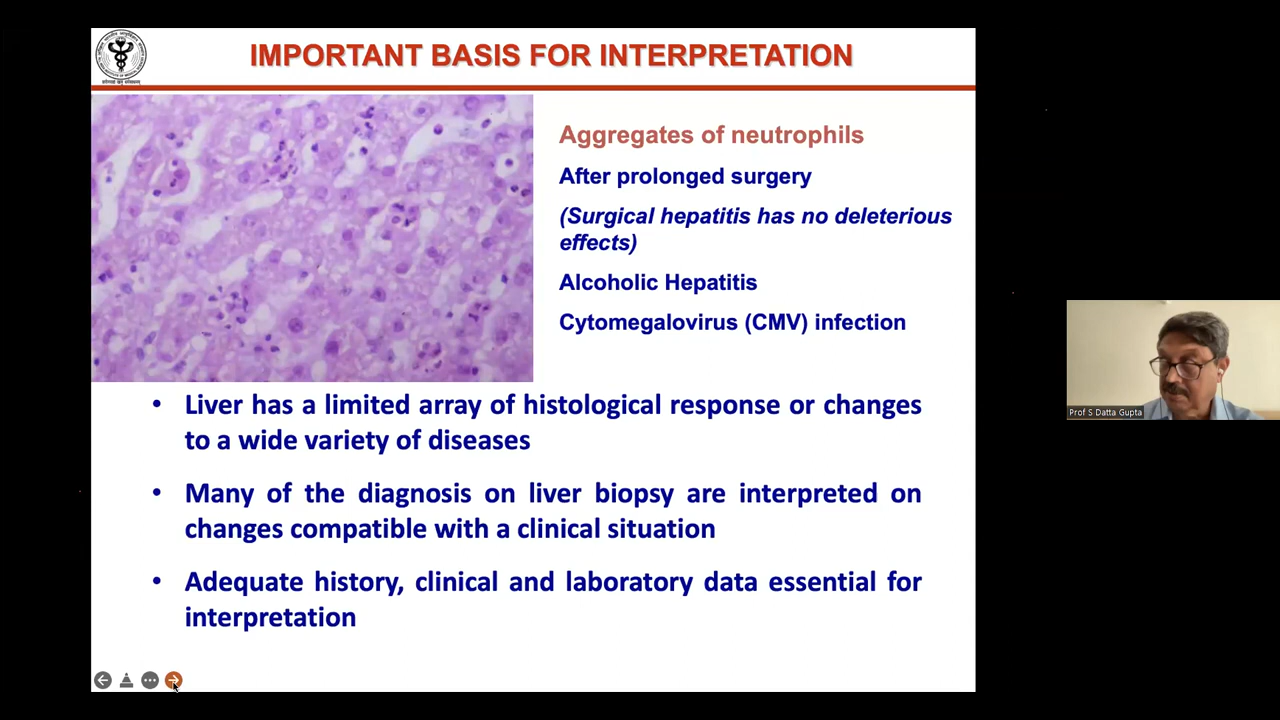 IMPORTANT BASIS FOR INTERPRETATION
Aggregates of neutrophils
After prolonged surgery
(Surgical hepatitis has no deleterious
effects)
Alcoholic Hepatitis
Cytomegalovirus (CMV) infection
• Liver has a limited array of histological response or changes
to a wide variety of diseases
• Many of the diagnosis on liver biopsy are interpreted on
changes compatible with a clinical situation
• Adequate history, clinical and laboratory data essential for
interpretation
Prof S Datta Gupta